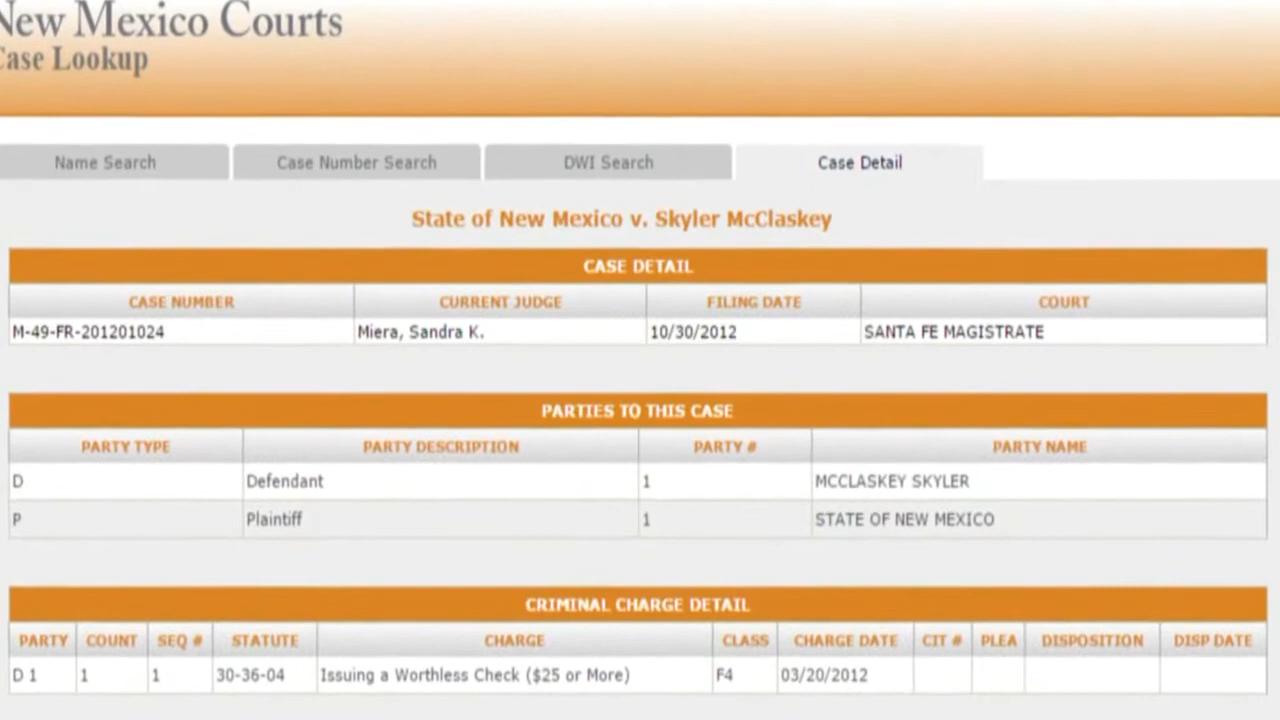 New Mexico Courts
Case Lookup
Name Search Case Number Search DWI Search Case Detail
State of New Mexico v. Skyler McClaskey
CASE DETAIL
CASE NUMBER CURRENT JUDGE FILING DATE COURT
M-49-FR-201201024 Miera, Sandra K. 10/30/2012 SANTA FE MAGISTRATE
PARTIES TO THIS CASE
PARTY TYPE PARTY DESCRIPTION PARTY # PARTY NAME
D Defendant 1 MCCLASKEY SKYLER
P Plaintiff 1 STATE OF NEW MEXICO
CRIMINAL CHARGE DETAIL
PARTY COUNT SEQ # STATUTE CHARGE CLASS CHARGE DATE CIT # PLEA DISPOSITION DISP DATE
D 1 1 1 30-36-04 Issuing a Worthless Check ($25 or More) F4 03/20/2012